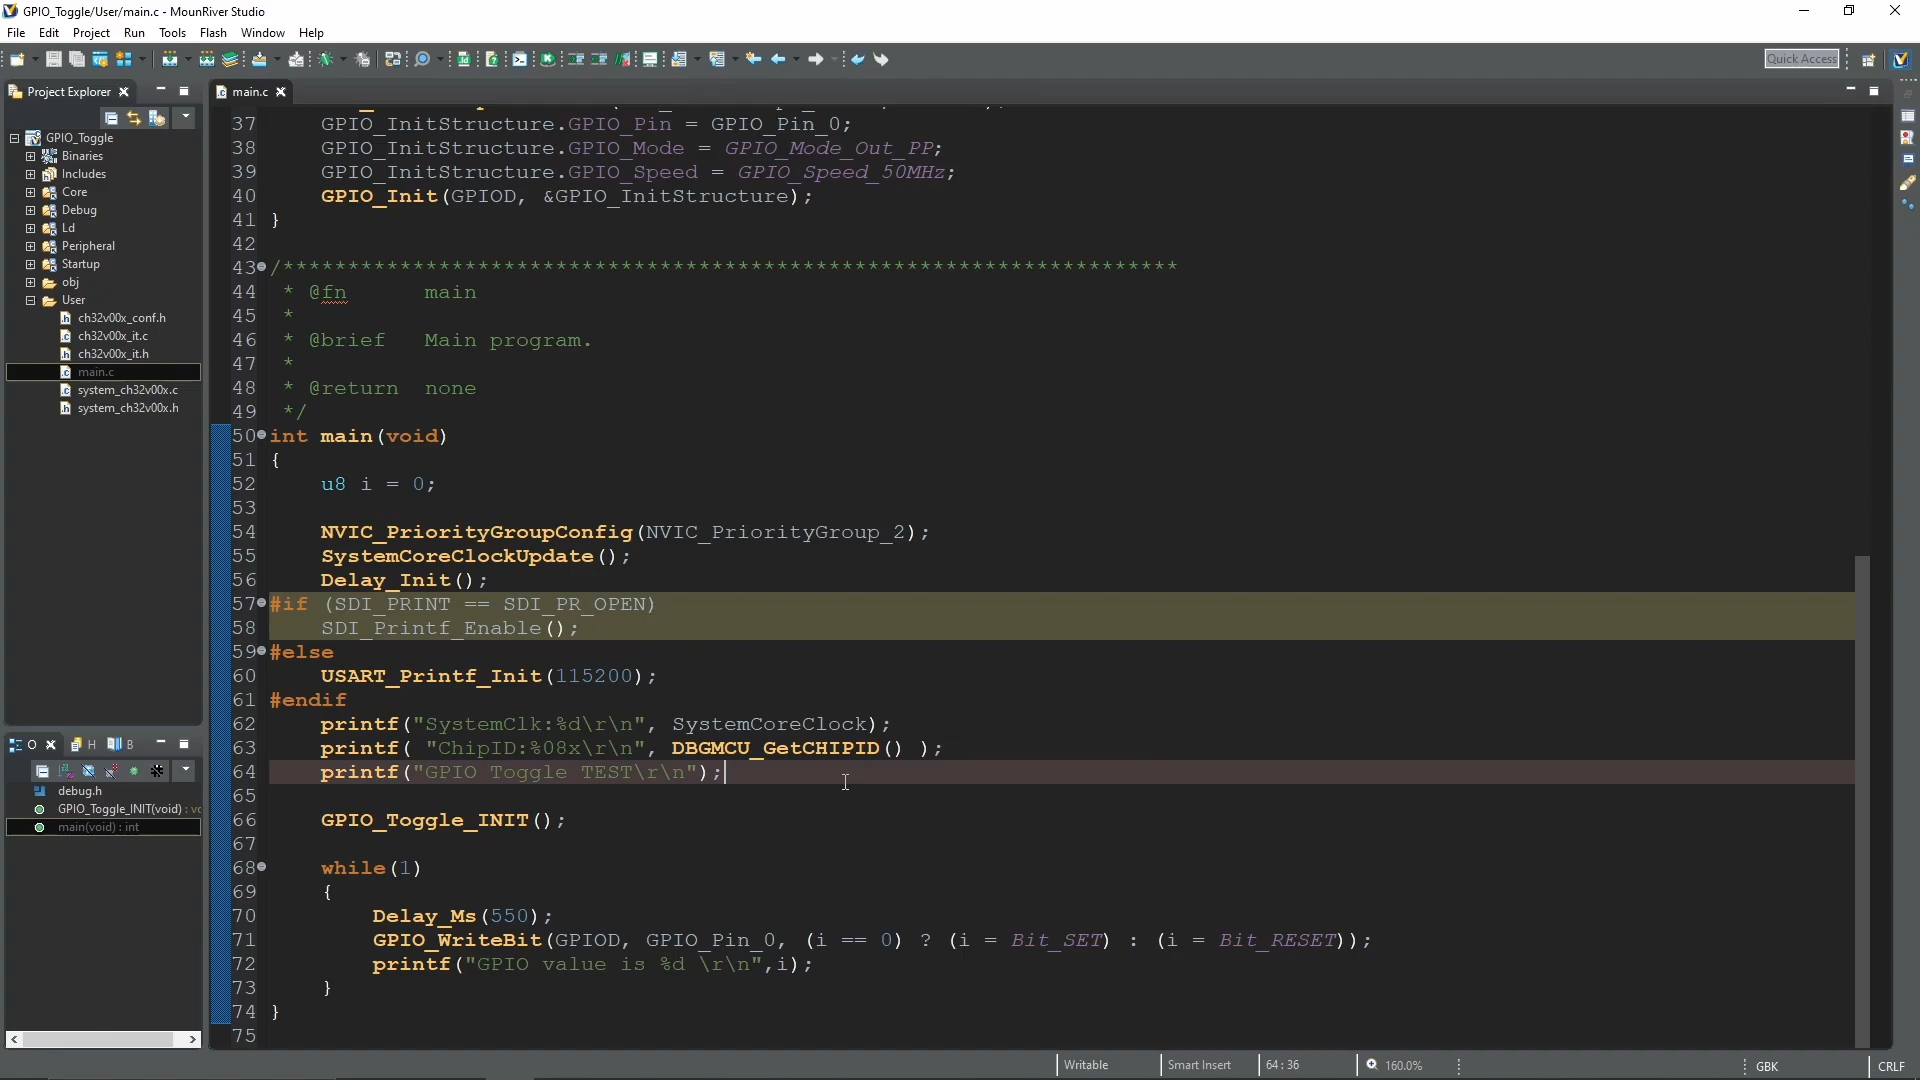 GPIO_Toggle/User/main.c - MounRiver Studio
File Edit Project Run Tools Flash Window Help
Quick Access
Project Explorer
main.c
GPIO_Toggle
Binaries
Includes
Core
Debug
Ld
Peripheral
Startup
obj
User
ch32v00x_conf.h
ch32v00x_it.c
ch32v00x_it.h
main.c
system_ch32v00x.c
system_ch32v00x.h
O H B
debug.h
GPIO_Toggle_INIT(void) : vo
main(void) : int
37 GPIO_InitStructure.GPIO_Pin = GPIO_Pin_0;
38 GPIO_InitStructure.GPIO_Mode = GPIO_Mode_Out_PP;
39 GPIO_InitStructure.GPIO_Speed = GPIO_Speed_50MHz;
40 GPIO_Init(GPIOD, &GPIO_InitStructure);
41 }
42
43 /*********************************************************************
44 * @fn main
45 *
46 * @brief Main program.
47 *
48 * @return none
49 */
50 int main(void)
51 {
52 u8 i = 0;
53
54 NVIC_PriorityGroupConfig(NVIC_PriorityGroup_2);
55 SystemCoreClockUpdate();
56 Delay_Init();
57 #if (SDI_PRINT == SDI_PR_OPEN)
58 SDI_Printf_Enable();
59 #else
60 USART_Printf_Init(115200);
61 #endif
62 printf("SystemClk:%d\r\n", SystemCoreClock);
63 printf( "ChipID:%08x\r\n", DBGMCU_GetCHIPID() );
64 printf("GPIO Toggle TEST\r\n");
65
66 GPIO_Toggle_INIT();
67
68 while(1)
69 {
70 Delay_Ms(550);
71 GPIO_WriteBit(GPIOD, GPIO_Pin_0, (i == 0) ? (i = Bit_SET) : (i = Bit_RESET));
72 printf("GPIO value is %d \r\n",i);
73 }
74 }
75
Writable Smart Insert 64 : 36 160.0% GBK CRLF